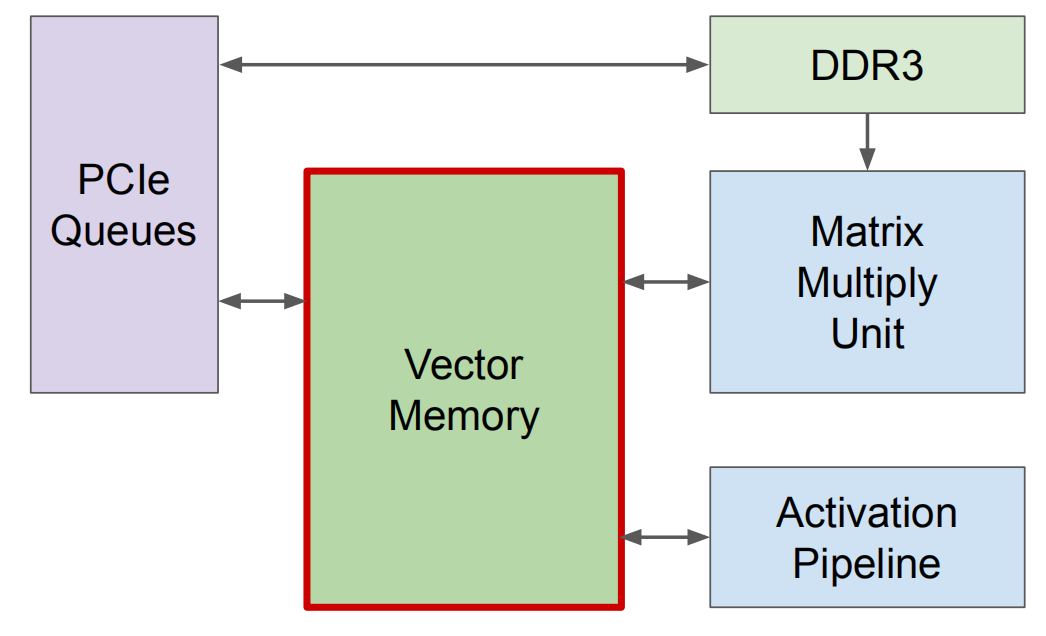 PCIe
Queues
DDR3
Matrix
Multiply
Unit
Vector
Memory
Activation
Pipeline